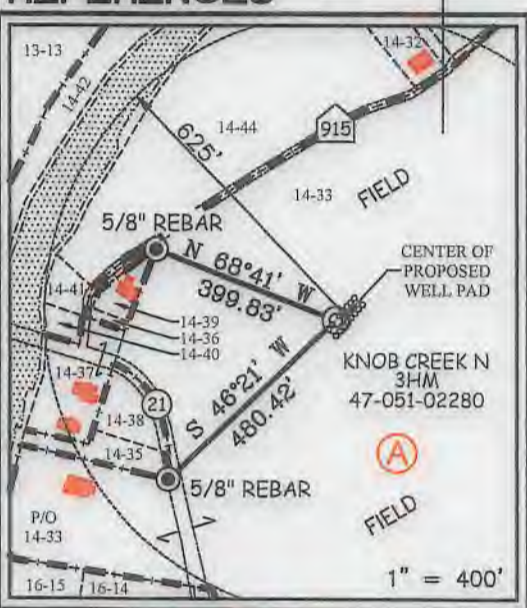 REFERENCES
13-13
14-42
14-32
14-44
915
625'
14-33
FIELD
5/8" REBAR
N 68°41' W
399.83'
CENTER OF
PROPOSED
WELL PAD
14-41
14-39
14-36
14-40
KNOB CREEK N
3HM
47-051-02280
S 46°21' W
480.42'
14-37
21
14-38
A
14-35
5/8" REBAR
P/O
14-33
FIELD
16-15
16-14
1" = 400'